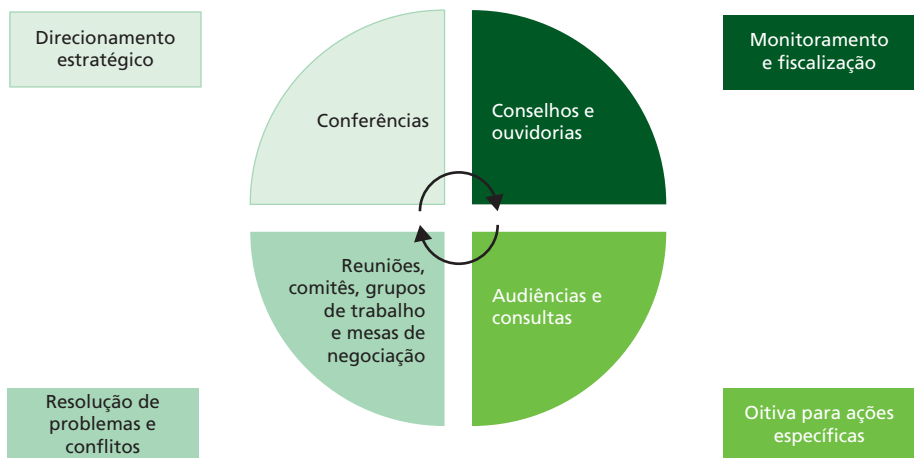 Direcionamento
estratégico
Monitoramento
e fiscalização
Conferências
Conselhos e
ouvidorias
Reuniões,
comitês, grupos
de trabalho
e mesas de
negociação
Audiências e
consultas
Resolução de
problemas e
conflitos
Oitiva para ações
específicas